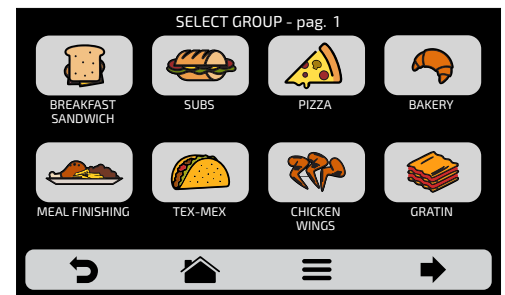 SELECT GROUP - pag. 1
BREAKFAST
SANDWICH
SUBS
PIZZA
BAKERY
MEAL FINISHING
TEX-MEX
CHICKEN
WINGS
GRATIN